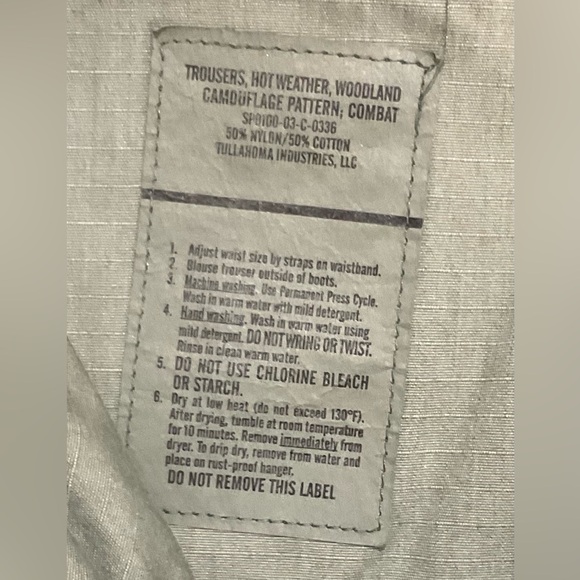 TROUSERS, HOT WEATHER, WOODLAND
CAMOUFLAGE PATTERN; COMBAT
SP0100-03-C-0336
50% NYLON/50% COTTON
TULLAHOMA INDUSTRIES, LLC
1. Adjust waist size by straps on waistband.
2. Blouse trouser outside of boots.
3. Machine washing. Use Permanent Press Cycle.
Wash in warm water with mild detergent.
4. Hand washing. Wash in warm water using
mild detergent. DO NOT WRING OR TWIST.
Rinse in clean warm water.
5. DO NOT USE CHLORINE BLEACH
OR STARCH.
6. Dry at low heat (do not exceed 130°F).
After drying, tumble at room temperature
for 10 minutes. Remove immediately from
dryer. To drip dry, remove from water and
place on rust-proof hanger.
DO NOT REMOVE THIS LABEL